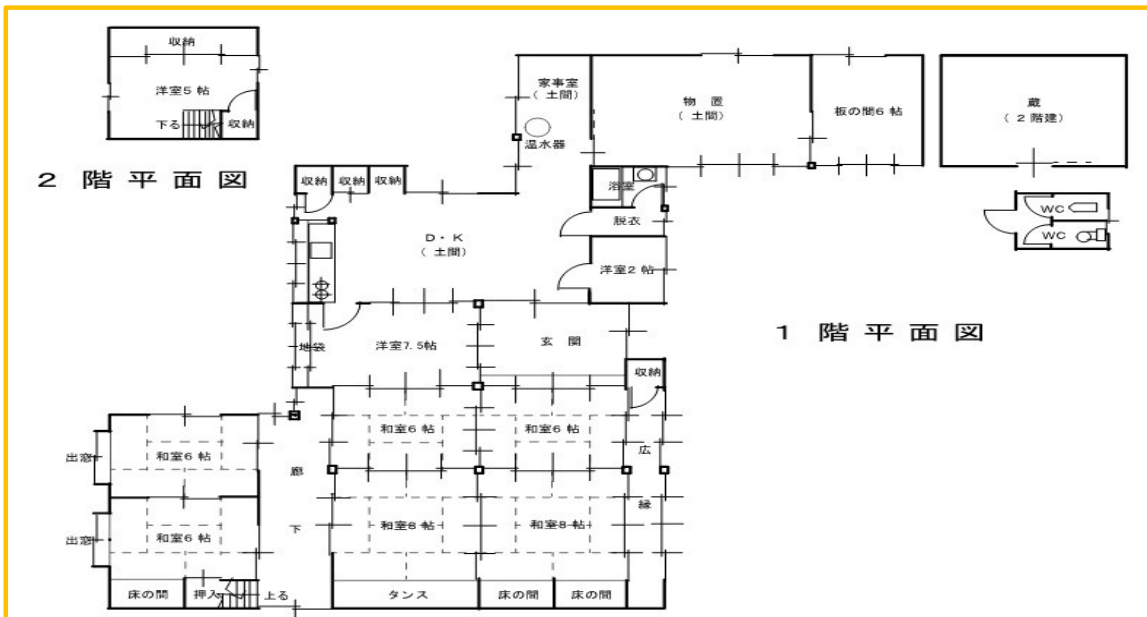 収納
洋室5 帖
下る
収納
2 階 平 面 図
家事室
( 土間)
温水器
物 置
( 土間)
板の間6 帖
蔵
( 2 階建)
収納
収納
収納
浴室
脱衣
WC
WC
D・K
( 土間)
洋室2 帖
1 階 平 面 図
地袋
洋室7.5帖
玄 関
収納
和室6 帖
和室6 帖
広
縁
出窓
和室6 帖
廊
下
和室8 帖
和室8帖
出窓
和室6 帖
床の間
押入
上る
タンス
床の間
床の間